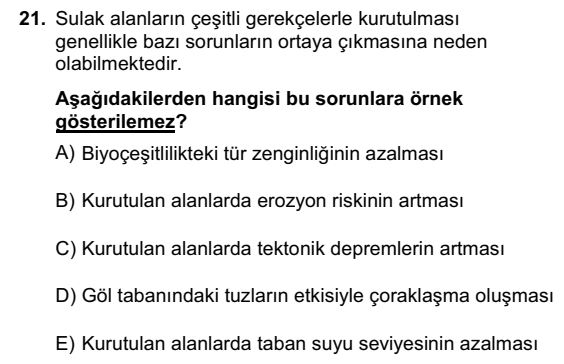 21. Sulak alanların çeşitli gerekçelerle kurutulması
genellikle bazı sorunların ortaya çıkmasına neden
olabilmektedir.
Aşağıdakilerden hangisi bu sorunlara örnek
gösterilemez?
A) Biyoçeşitlilikteki tür zenginliğinin azalması
B) Kurutulan alanlarda erozyon riskinin artması
C) Kurutulan alanlarda tektonik depremlerin artması
D) Göl tabanındaki tuzların etkisiyle çoraklaşma oluşması
E) Kurutulan alanlarda taban suyu seviyesinin azalması